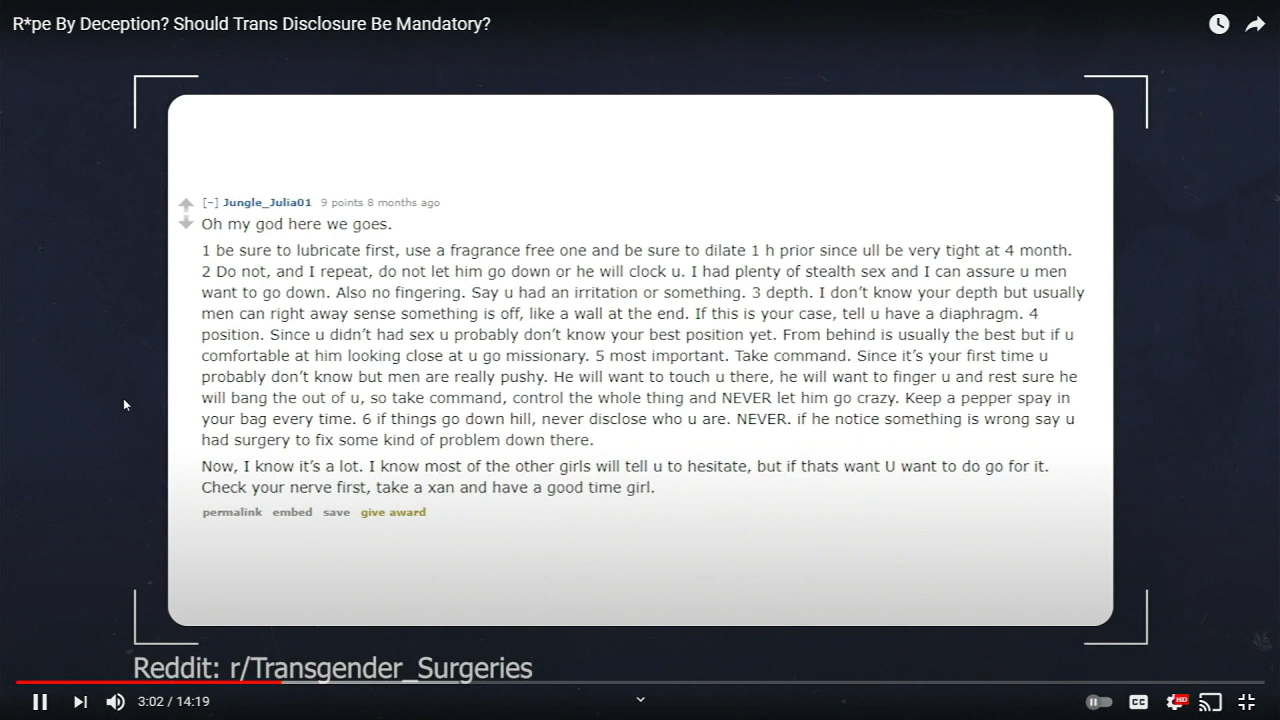 R*pe By Deception? Should Trans Disclosure Be Mandatory?
[-] Jungle_Julia01 9 points 8 months ago
Oh my god here we goes.
1 be sure to lubricate first, use a fragrance free one and be sure to dilate 1 h prior since ull be very tight at 4 month.
2 Do not, and I repeat, do not let him go down or he will clock u. I had plenty of stealth sex and I can assure u men
want to go down. Also no fingering. Say u had an irritation or something. 3 depth. I don't know your depth but usually
men can right away sense something is off, like a wall at the end. If this is your case, tell u have a diaphragm. 4
position. Since u didn't had sex u probably don't know your best position yet. From behind is usually the best but if u
comfortable at him looking close at u go missionary. 5 most important. Take command. Since it's your first time u
probably don't know but men are really pushy. He will want to touch u there, he will want to finger u and rest sure he
will bang the out of u, so take command, control the whole thing and NEVER let him go crazy. Keep a pepper spay in
your bag every time. 6 if things go down hill, never disclose who u are. NEVER. if he notice something is wrong say u
had surgery to fix some kind of problem down there.
Now, I know it's a lot. I know most of the other girls will tell u to hesitate, but if thats want U want to do go for it.
Check your nerve first, take a xan and have a good time girl.
permalink embed save give award
Reddit: r/Transgender_Surgeries
3:02 / 14:19
CC
HD